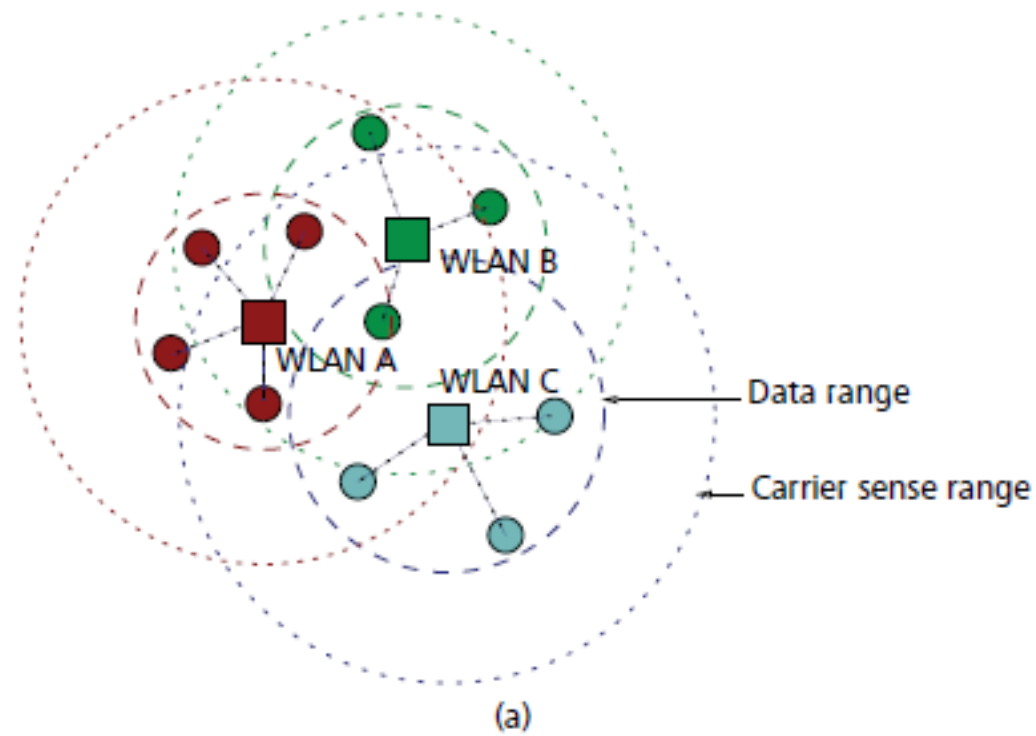 WLAN B
WLAN A
WLAN C
Data range
Carrier sense range
(a)